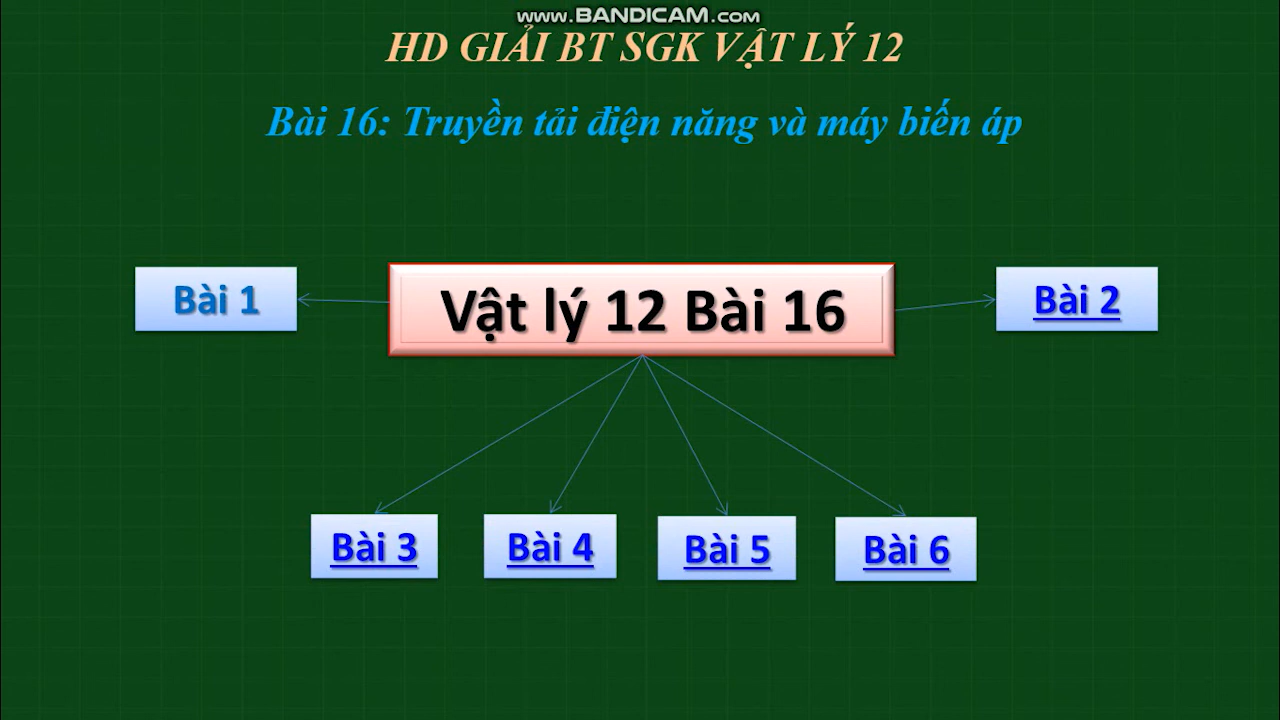 www.BANDICAM.com
HD GIẢI BT SGK VẬT LÝ 12
Bài 16: Truyền tải điện năng và máy biến áp
Bài 1
Vật lý 12 Bài 16
Bài 2
Bài 3
Bài 4
Bài 5
Bài 6